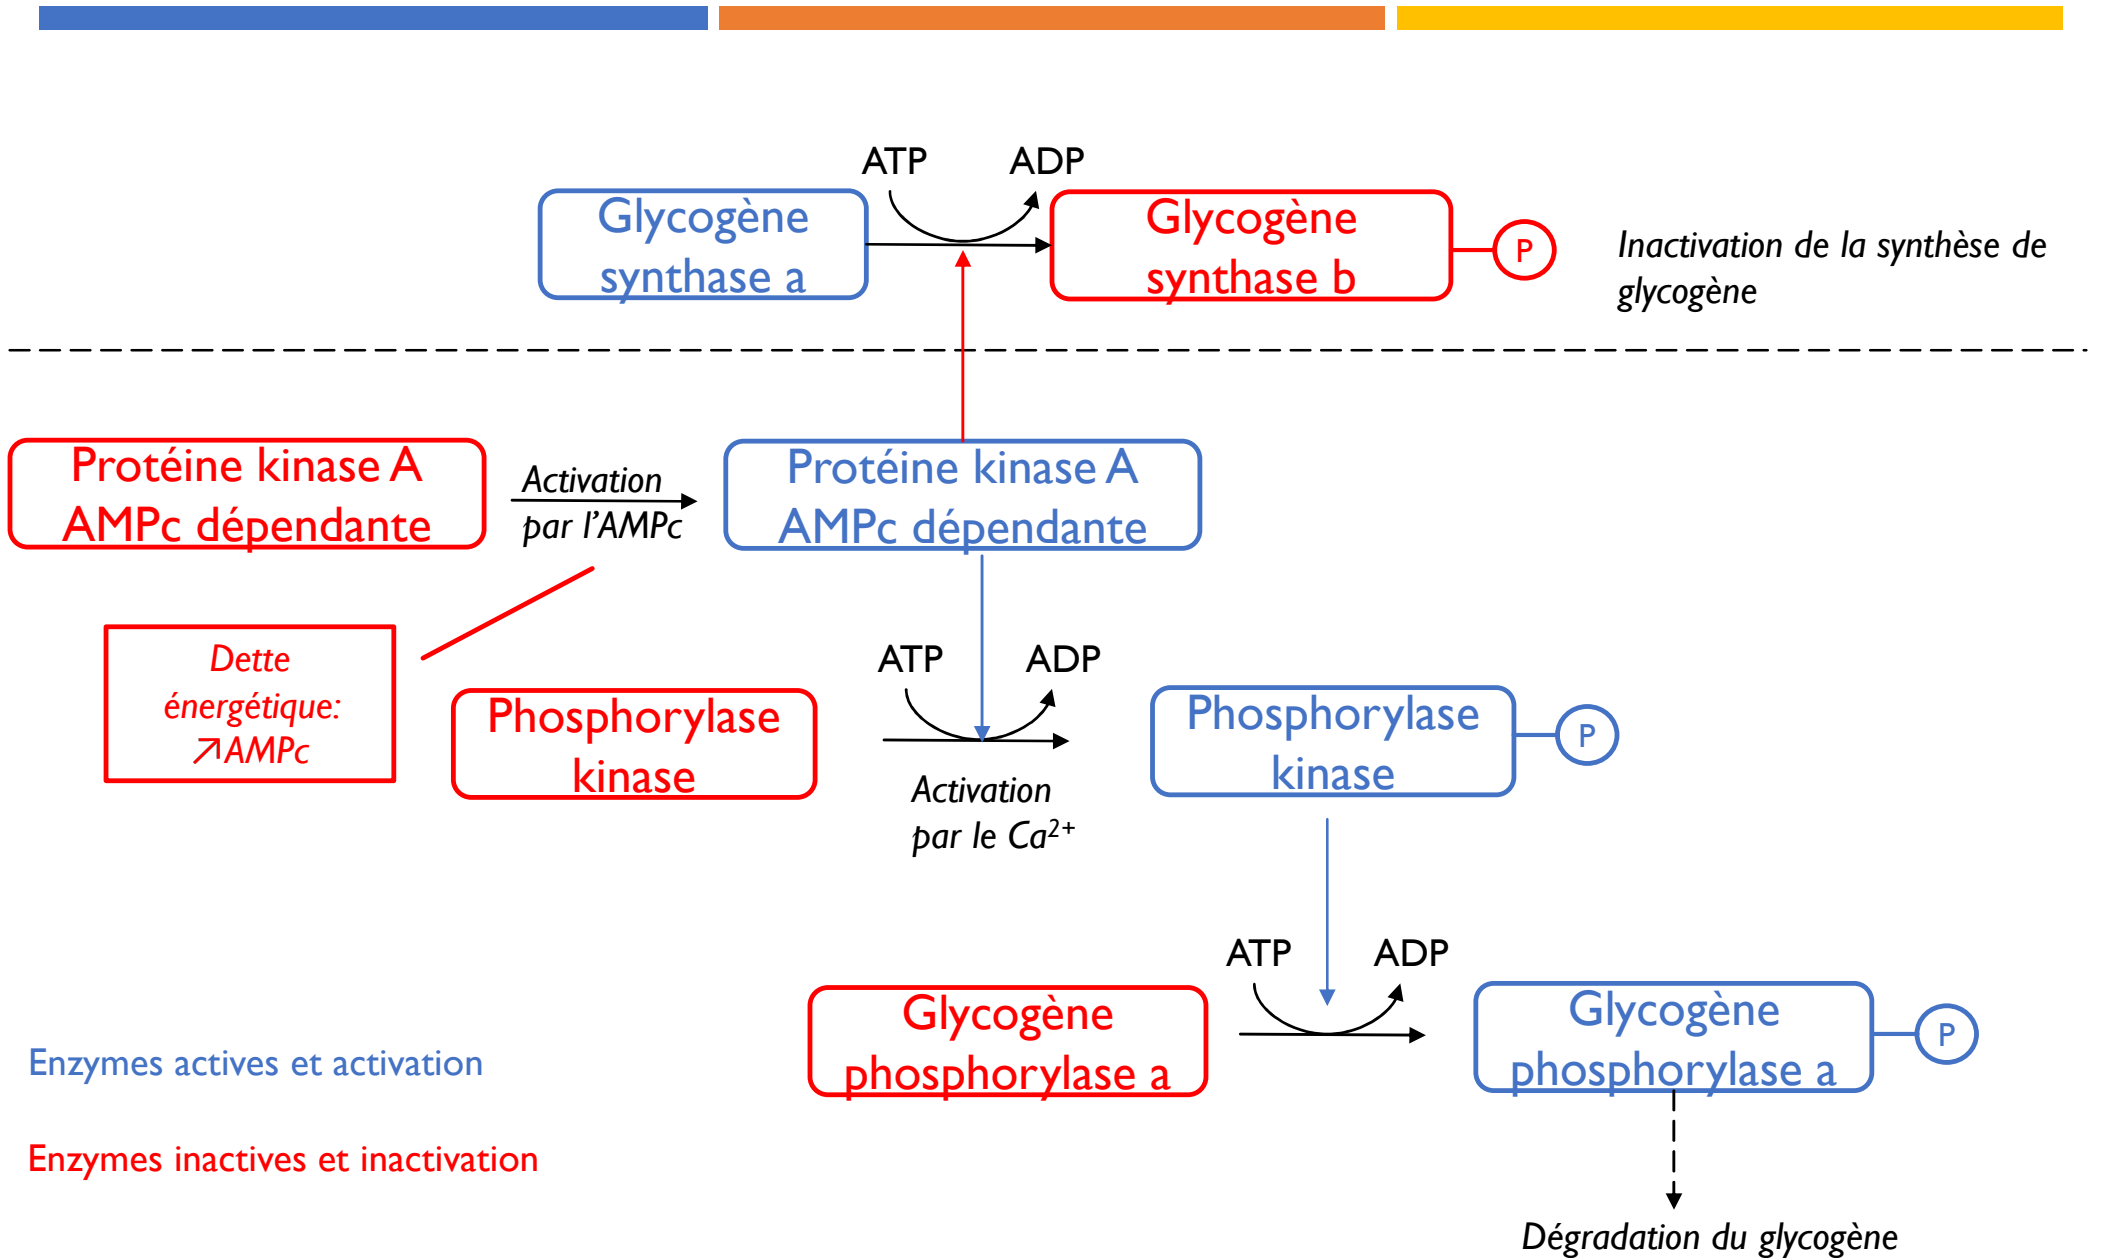 ATP
ADP
Glycogène
synthase a
Glycogène
synthase b
P
Inactivation de la synthèse de
glycogène
Protéine kinase A
AMPc dépendante
Activation
par l'AMPc
Protéine kinase A
AMPc dépendante
Dette
énergétique:
↗AMPc
Phosphorylase
kinase
ATP
ADP
Activation
par le Ca²⁺
Phosphorylase
kinase
P
ATP
ADP
Glycogène
phosphorylase a
Glycogène
phosphorylase a
P
Enzymes actives et activation
Enzymes inactives et inactivation
Dégradation du glycogène